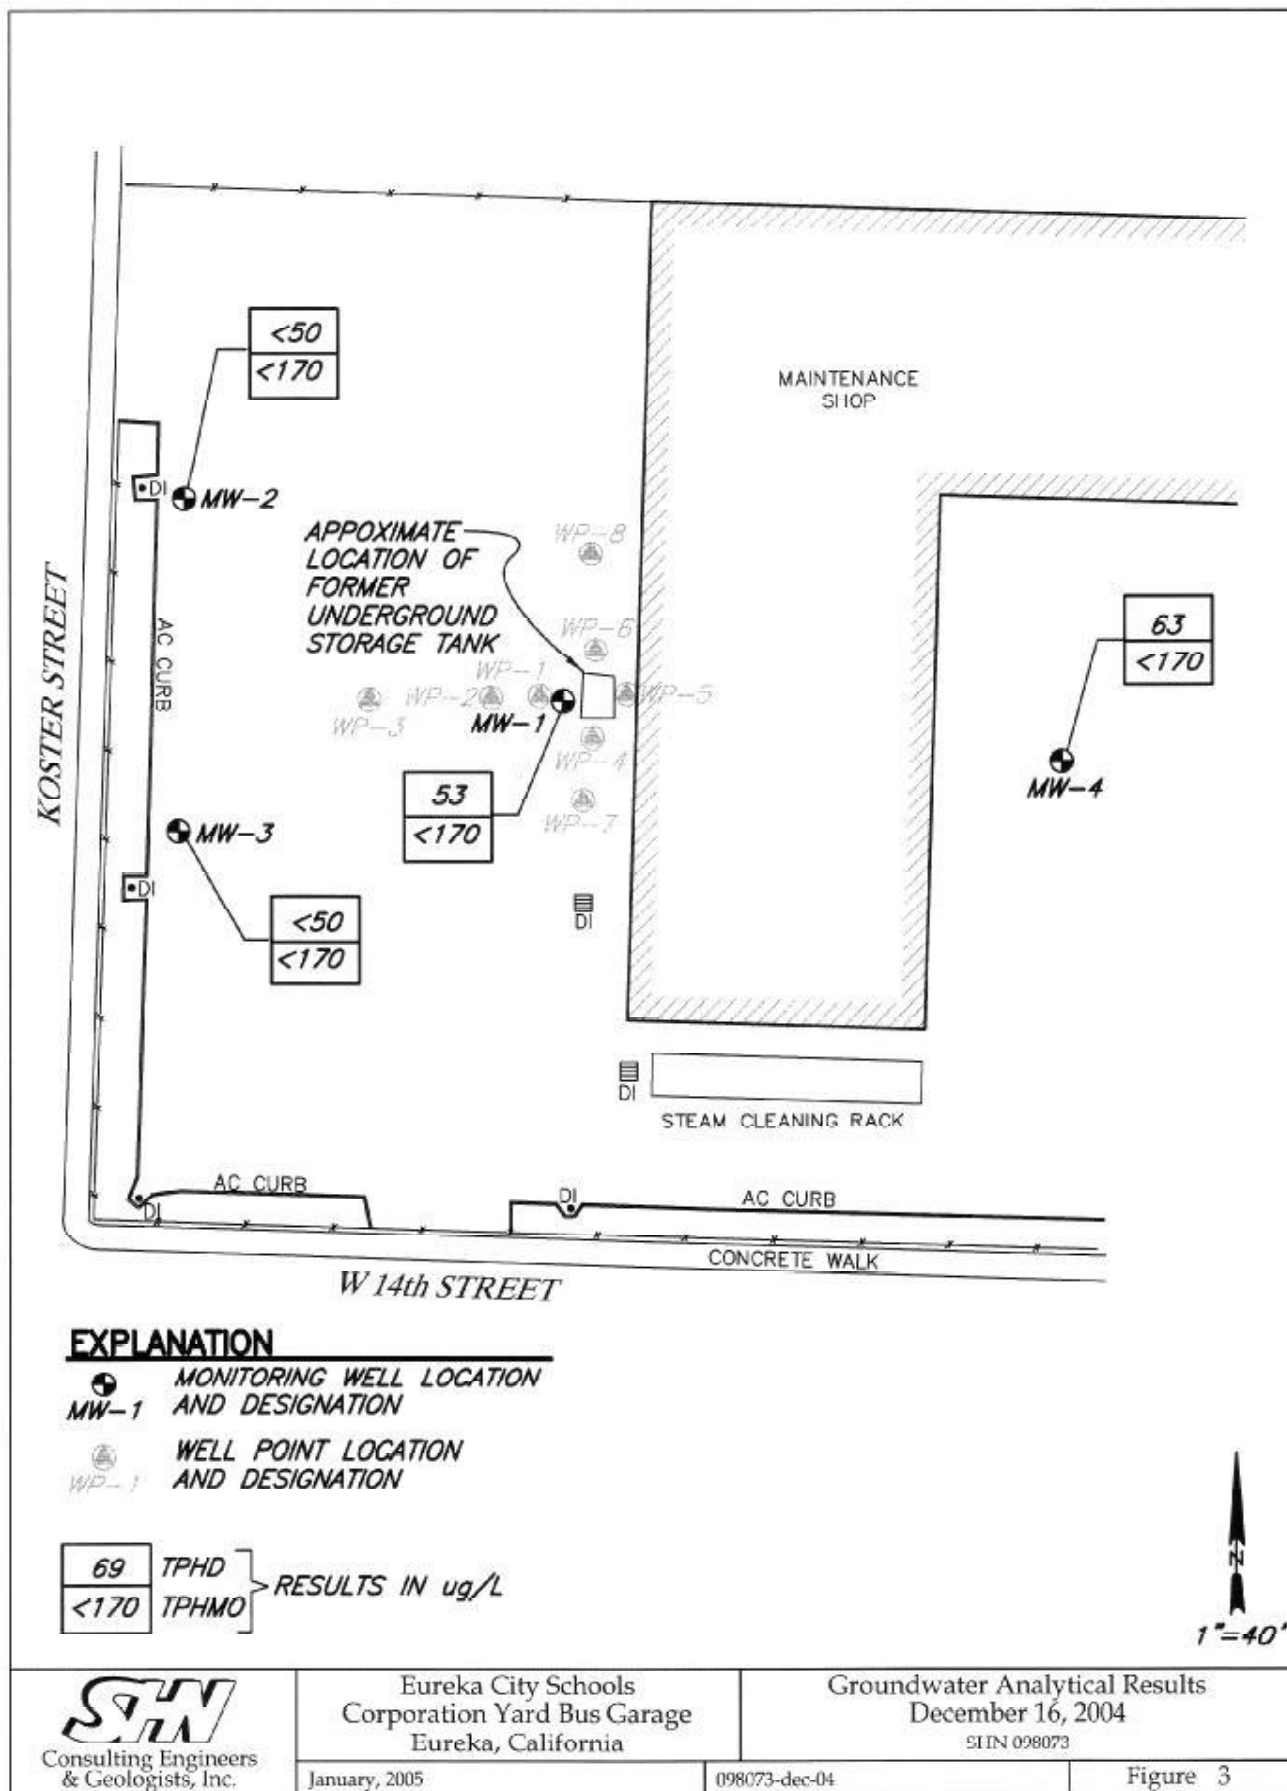 <50
<170
MAINTENANCE
SHOP
DI
MW-2
APPOXIMATE
LOCATION OF
FORMER
UNDERGROUND
STORAGE TANK
WP-8
WP-6
WP-1
WP-2
WP-3
MW-1
WP-5
WP-4
WP-7
63
<170
MW-4
53
<170
KOSTER STREET
AC CURB
MW-3
DI
<50
<170
DI
DI
STEAM CLEANING RACK
AC CURB
DI
DI
AC CURB
CONCRETE WALK
W 14th STREET
EXPLANATION
MW-1
MONITORING WELL LOCATION
AND DESIGNATION
WP-1
WELL POINT LOCATION
AND DESIGNATION
69 TPHD
<170 TPHMO
RESULTS IN ug/L
N
1"=40'
SHN
Consulting Engineers
& Geologists, Inc.
Eureka City Schools
Corporation Yard Bus Garage
Eureka, California
Groundwater Analytical Results
December 16, 2004
SHN 098073
January, 2005
098073-dec-04
Figure 3